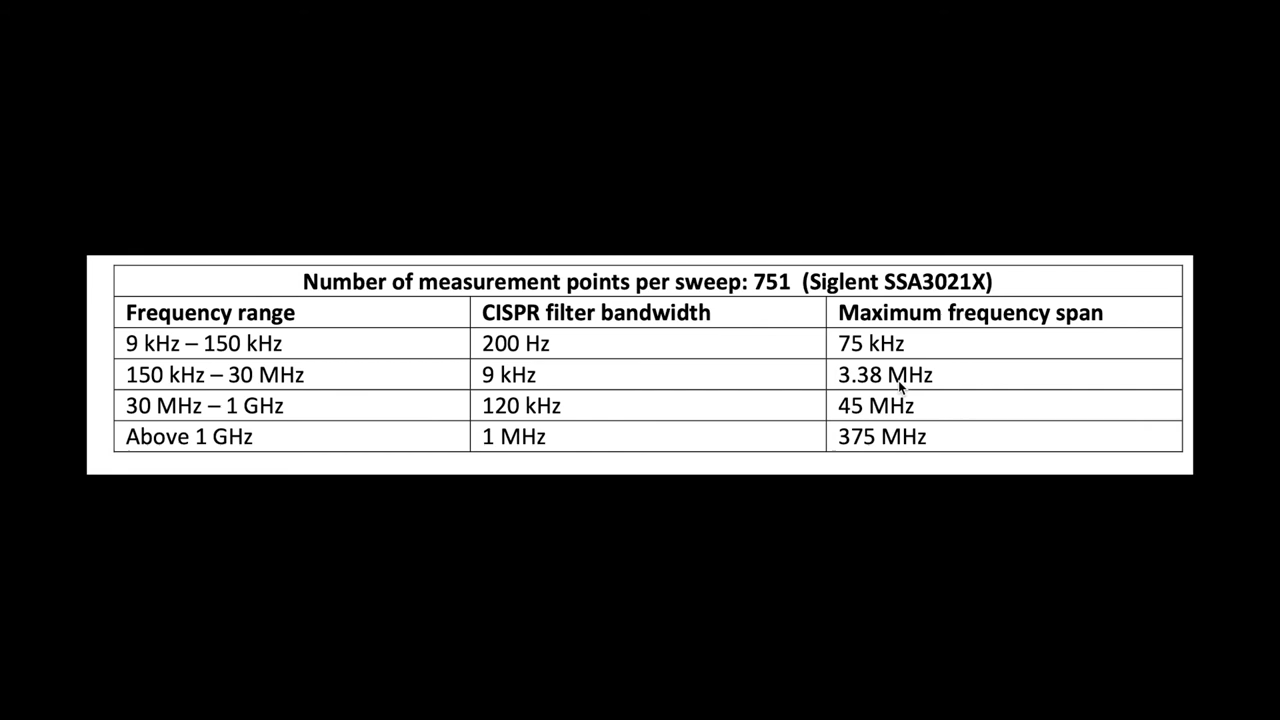 Number of measurement points per sweep: 751 (Siglent SSA3021X)
Frequency range CISPR filter bandwidth Maximum frequency span
9 kHz – 150 kHz 200 Hz 75 kHz
150 kHz – 30 MHz 9 kHz 3.38 MHz
30 MHz – 1 GHz 120 kHz 45 MHz
Above 1 GHz 1 MHz 375 MHz